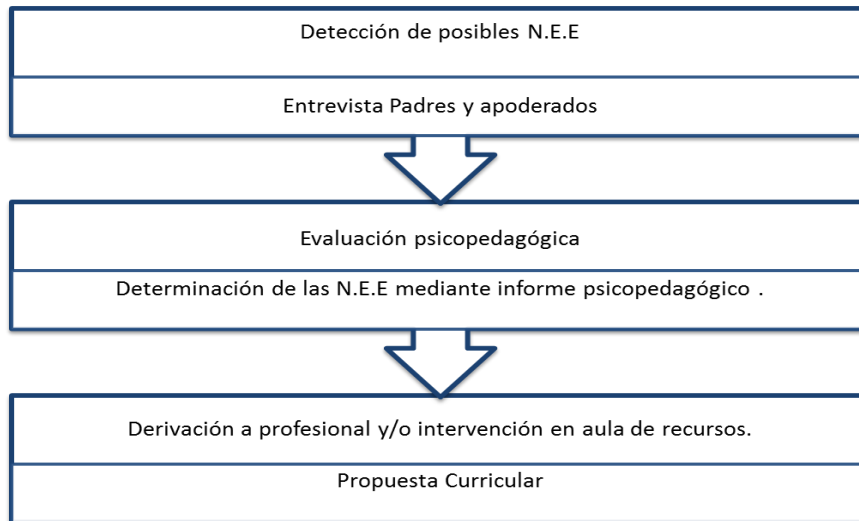 Detección de posibles N.E.E
Entrevista Padres y apoderados
Evaluación psicopedagógica
Determinación de las N.E.E mediante informe psicopedagógico .
Derivación a profesional y/o intervención en aula de recursos.
Propuesta Curricular